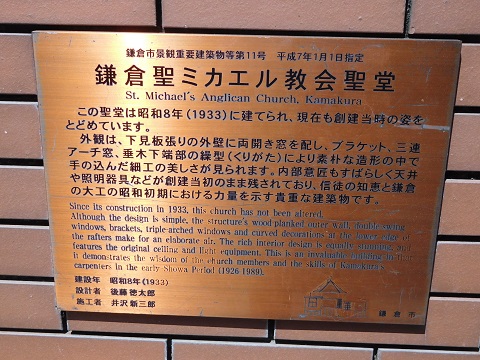 鎌倉市景観重要建築物等第11号　平成7年1月1日指定
鎌倉聖ミカエル教会聖堂
St. Michael's Anglican Church, Kamakura
この聖堂は昭和8年(1933)に建てられ、現在も創建当時の姿を
とどめています。
外観は、下見板張りの外壁に両開き窓を配し、ブラケット、三連
アーチ窓、垂木下端部の繰型(くりがた)により素朴な造形の中で
手の込んだ細工の美しさが見られます。内部意匠もすばらしく天井
や照明器具などが創建当初のまま残されており、信徒の知恵と鎌倉
の大工の昭和初期における力量を示す貴重な建築物です。
Since its construction in 1933, this church has not been altered.
Although the design is simple, the structure's wood-planked outer wall, double-swing
windows, brackets, triple-arched windows and curved decorations at the lower edge of
the rafters make for an elaborate air. The rich interior design is equally stunning, and
features the original ceiling and light equipment. This is an invaluable building in that
it demonstrates the wisdom of the church members and the skills of Kamakura's
carpenters in the early Showa Period (1926-1989).
建設年　昭和8年(1933)
設計者　後藤徳太郎
施工者　井沢新三郎
鎌倉市